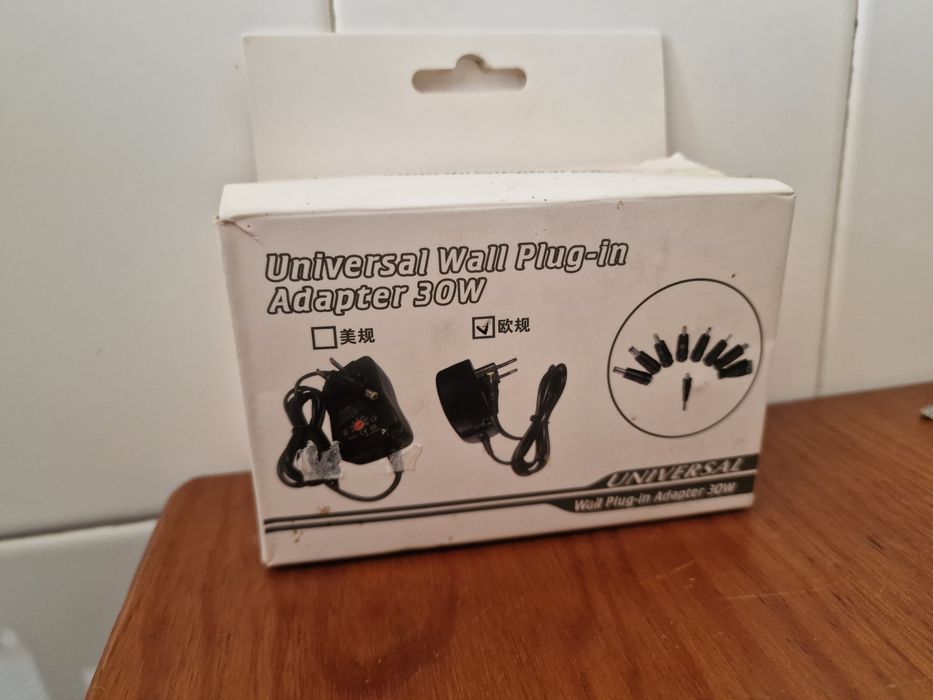 Universal Wall Plug-in
Adapter 30W
美规
欧规
UNIVERSAL
Wall Plug-in Adapter 30W